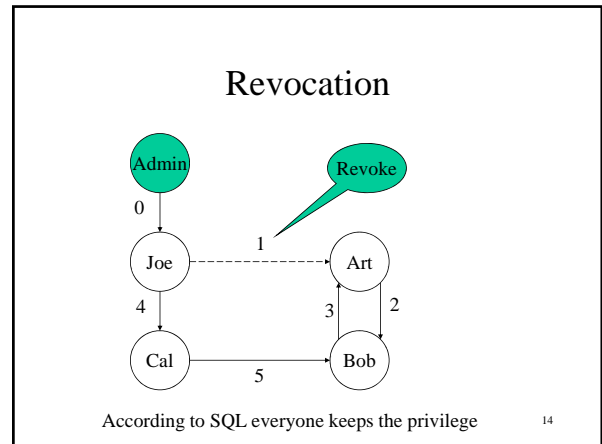 Revocation
Admin
Revoke
0
1
Joe
Art
4
3
2
Cal
Bob
5
According to SQL everyone keeps the privilege
14